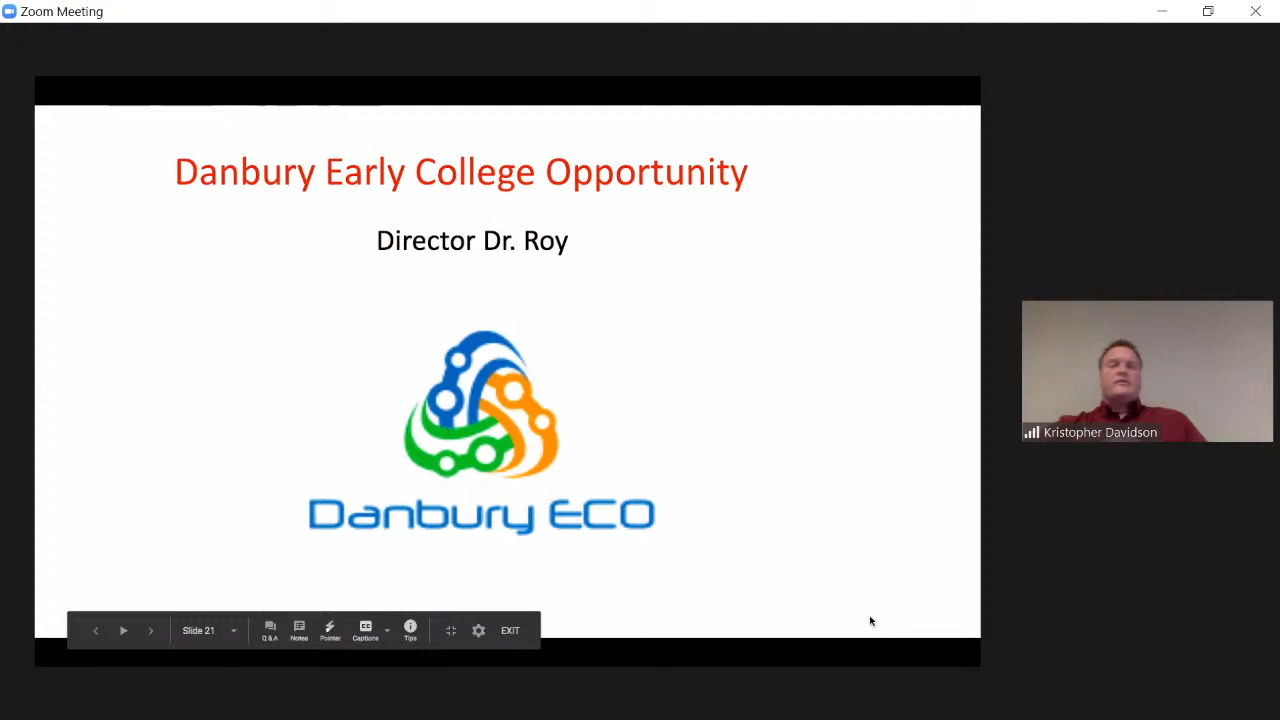 Zoom Meeting
Danbury Early College Opportunity
Director Dr. Roy
Danbury ECO
Kristopher Davidson
Slide 21
Q & A
Notes
Pointer
Captions
Tips
EXIT